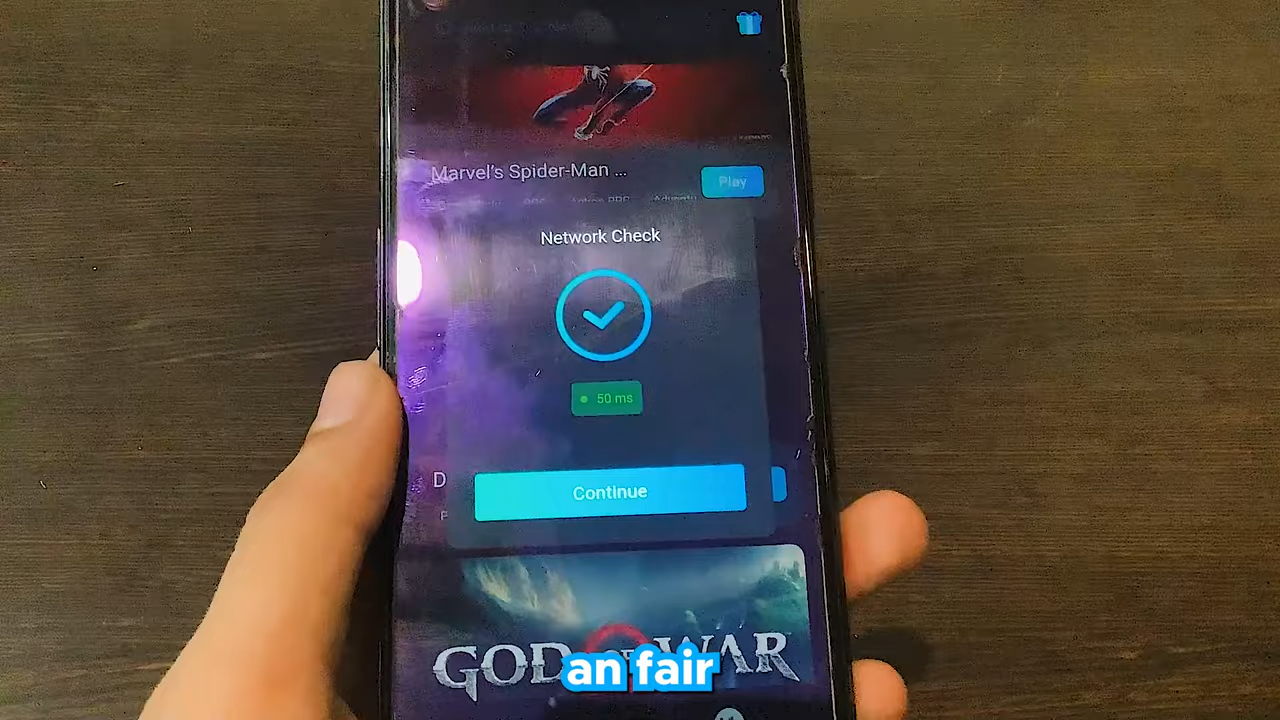 Marvel's Spider-Man ...
Play
Network Check
50 ms
D
Continue
GOD OF WAR
an fair